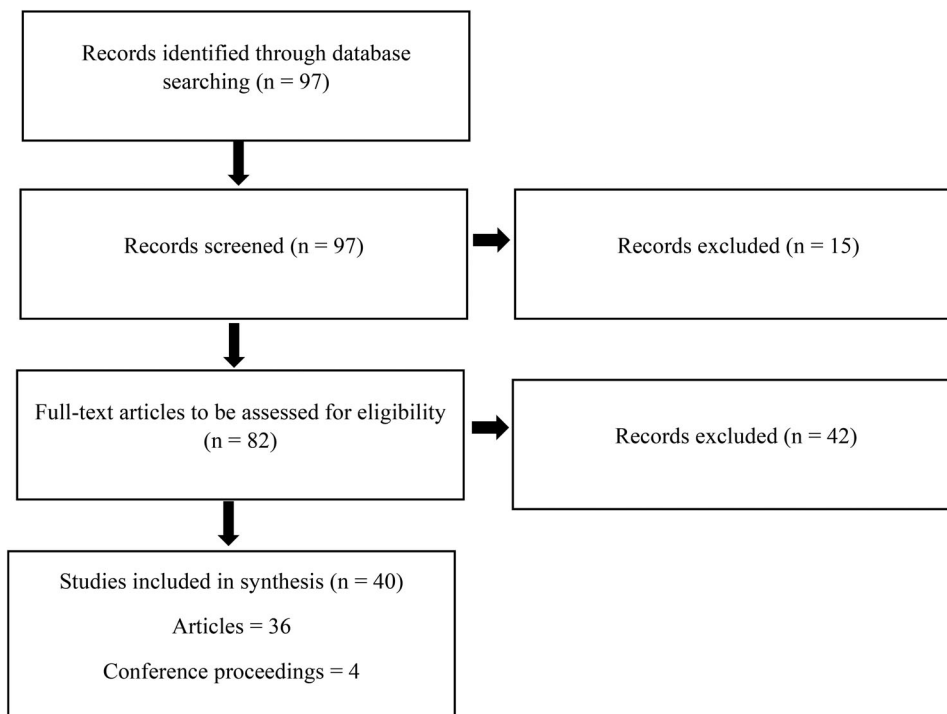 Records identified through database
searching (n = 97)
Records screened (n = 97)
Records excluded (n = 15)
Full-text articles to be assessed for eligibility
(n = 82)
Records excluded (n = 42)
Studies included in synthesis (n = 40)
Articles = 36
Conference proceedings = 4